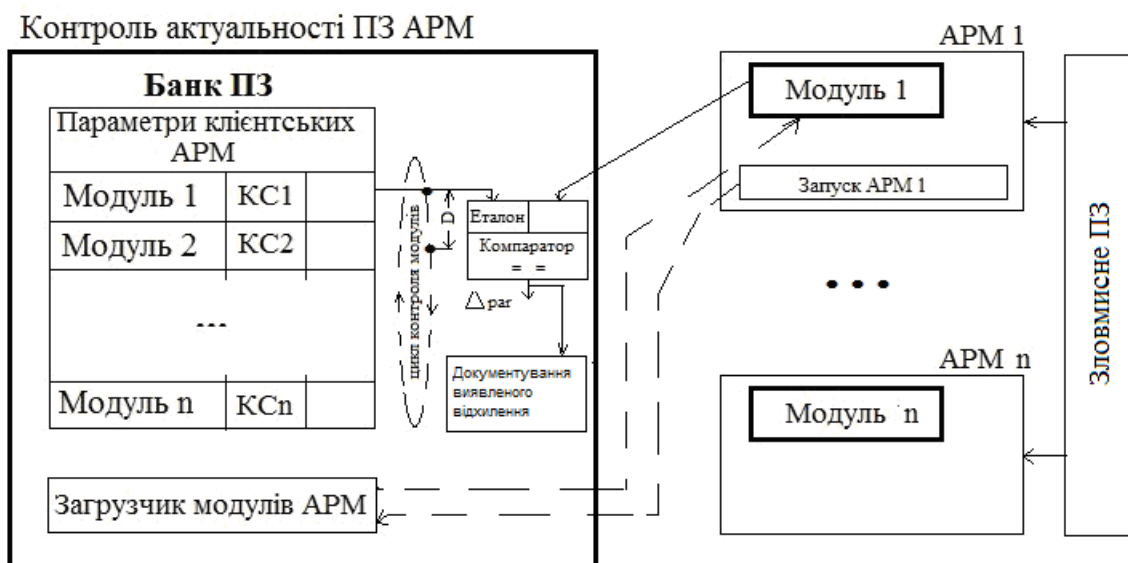 Контроль актуальності ПЗ АРМ
Банк ПЗ
Параметри клієнтських
АРМ
Модуль 1 КС1
Модуль 2 КС2
...
Модуль n КСn
Загрузчик модулів АРМ
цикл контроля модулів
D
Еталон
Компаратор
= =
△ par
Документування
виявленого
відхилення
АРМ 1
Модуль 1
Запуск АРМ 1
• • •
АРМ n
Модуль n
Зловмисне ПЗ